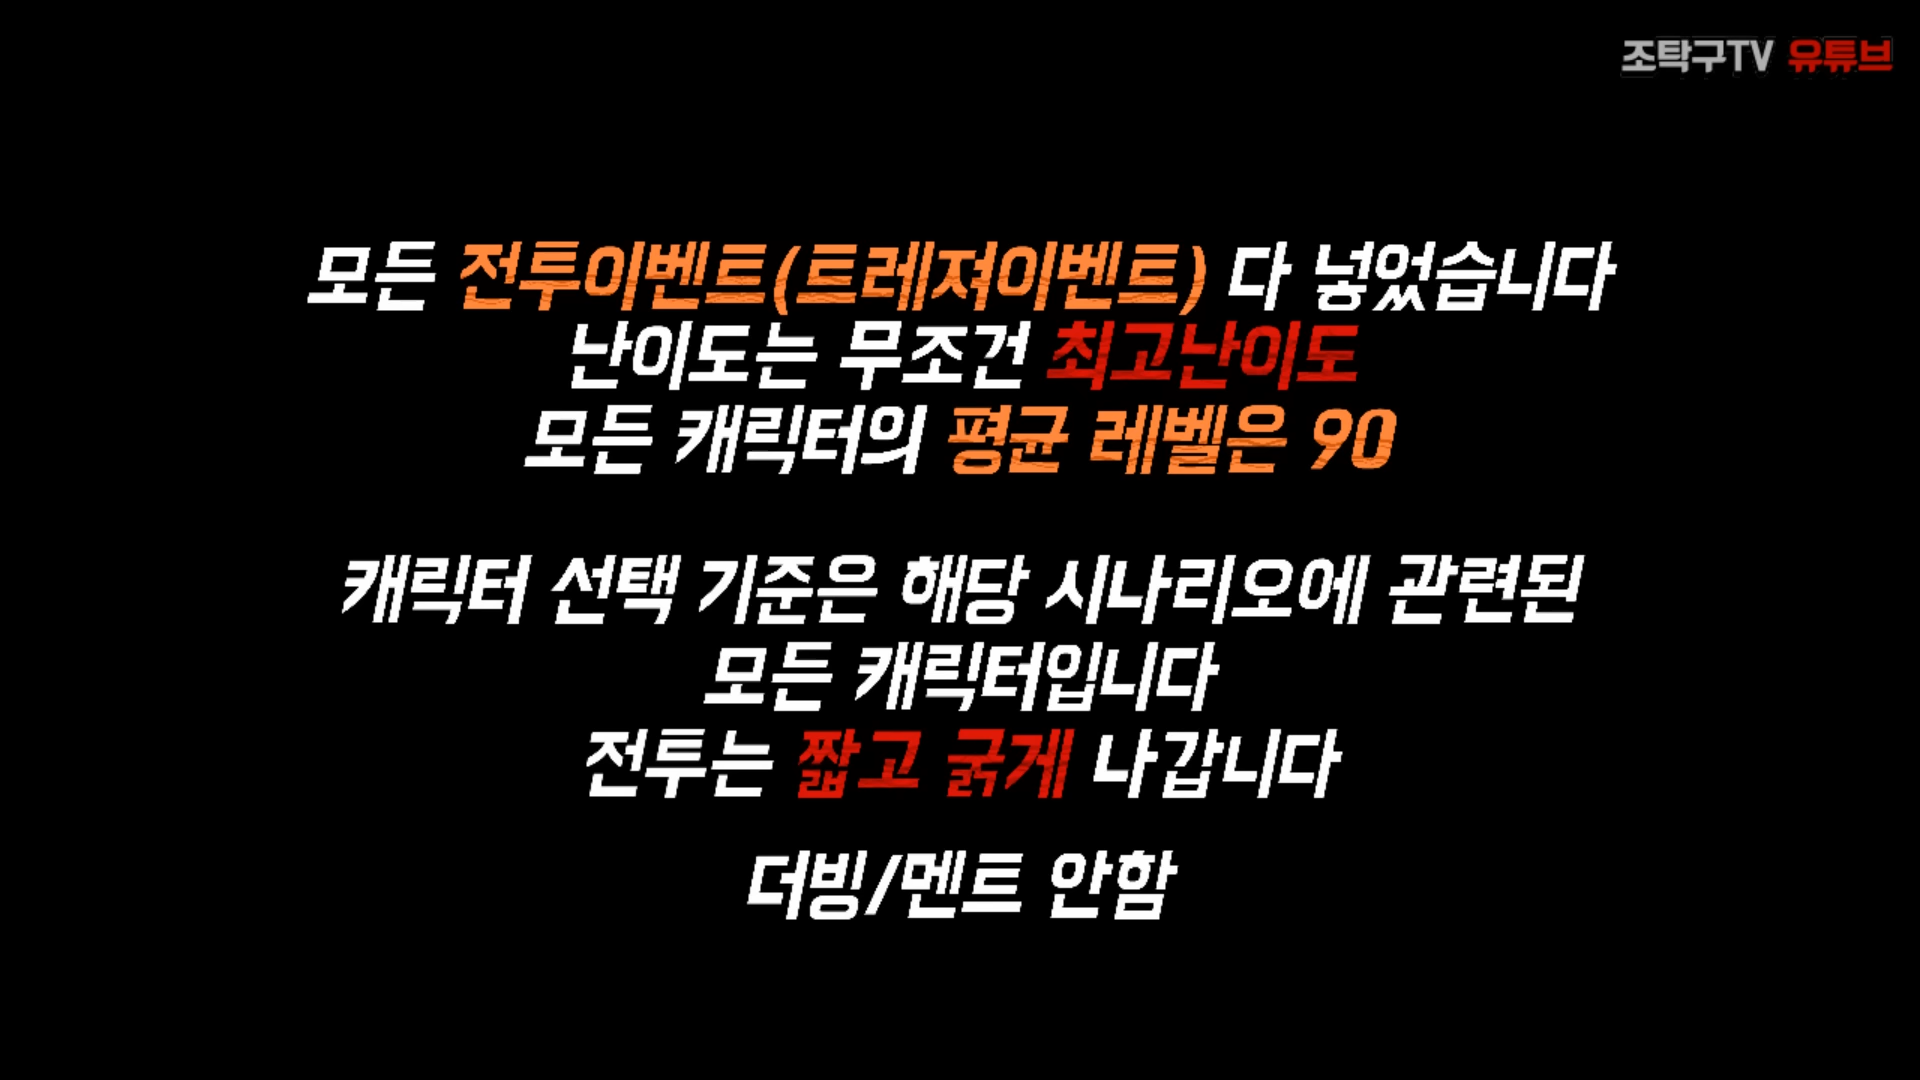 조탁구TV 유튜브
모든 전투이벤트(트레져이벤트) 다 넣었습니다
난이도는 무조건 최고난이도
모든 캐릭터의 평균 레벨은 90
캐릭터 선택 기준은 해당 시나리오에 관련된
모든 캐릭터입니다
전투는 짧고 굵게 나갑니다
더빙/멘트 안함